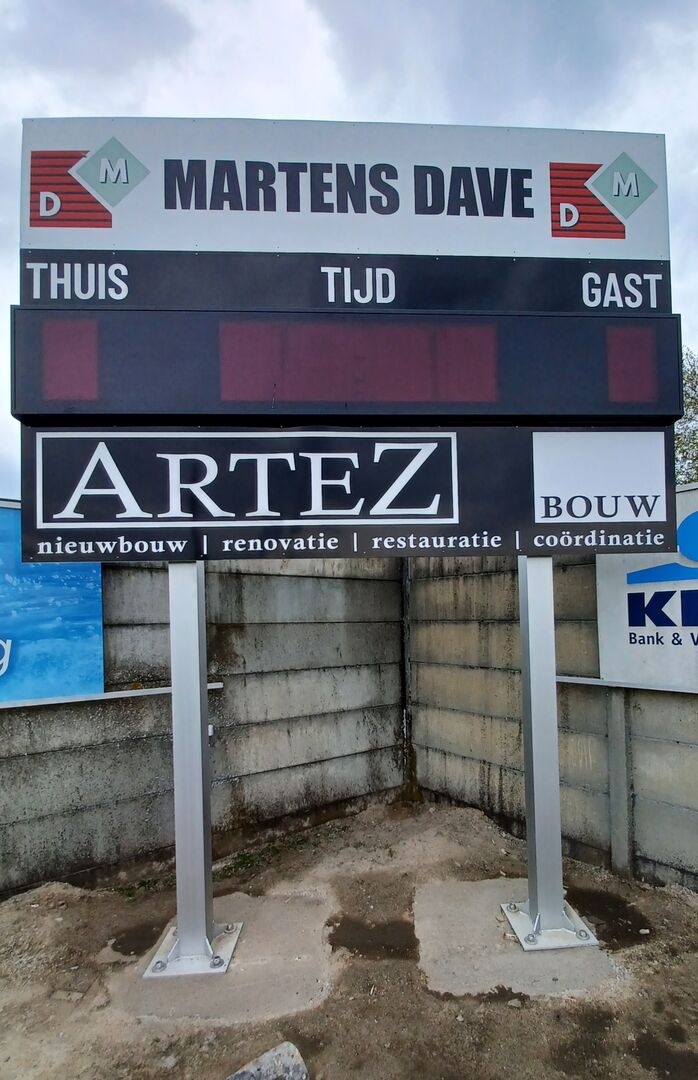 D M MARTENS DAVE D M
THUIS TIJD GAST
ARTEZ BOUW
nieuwbouw | renovatie | restauratie | coördinatie
g
Bank & V